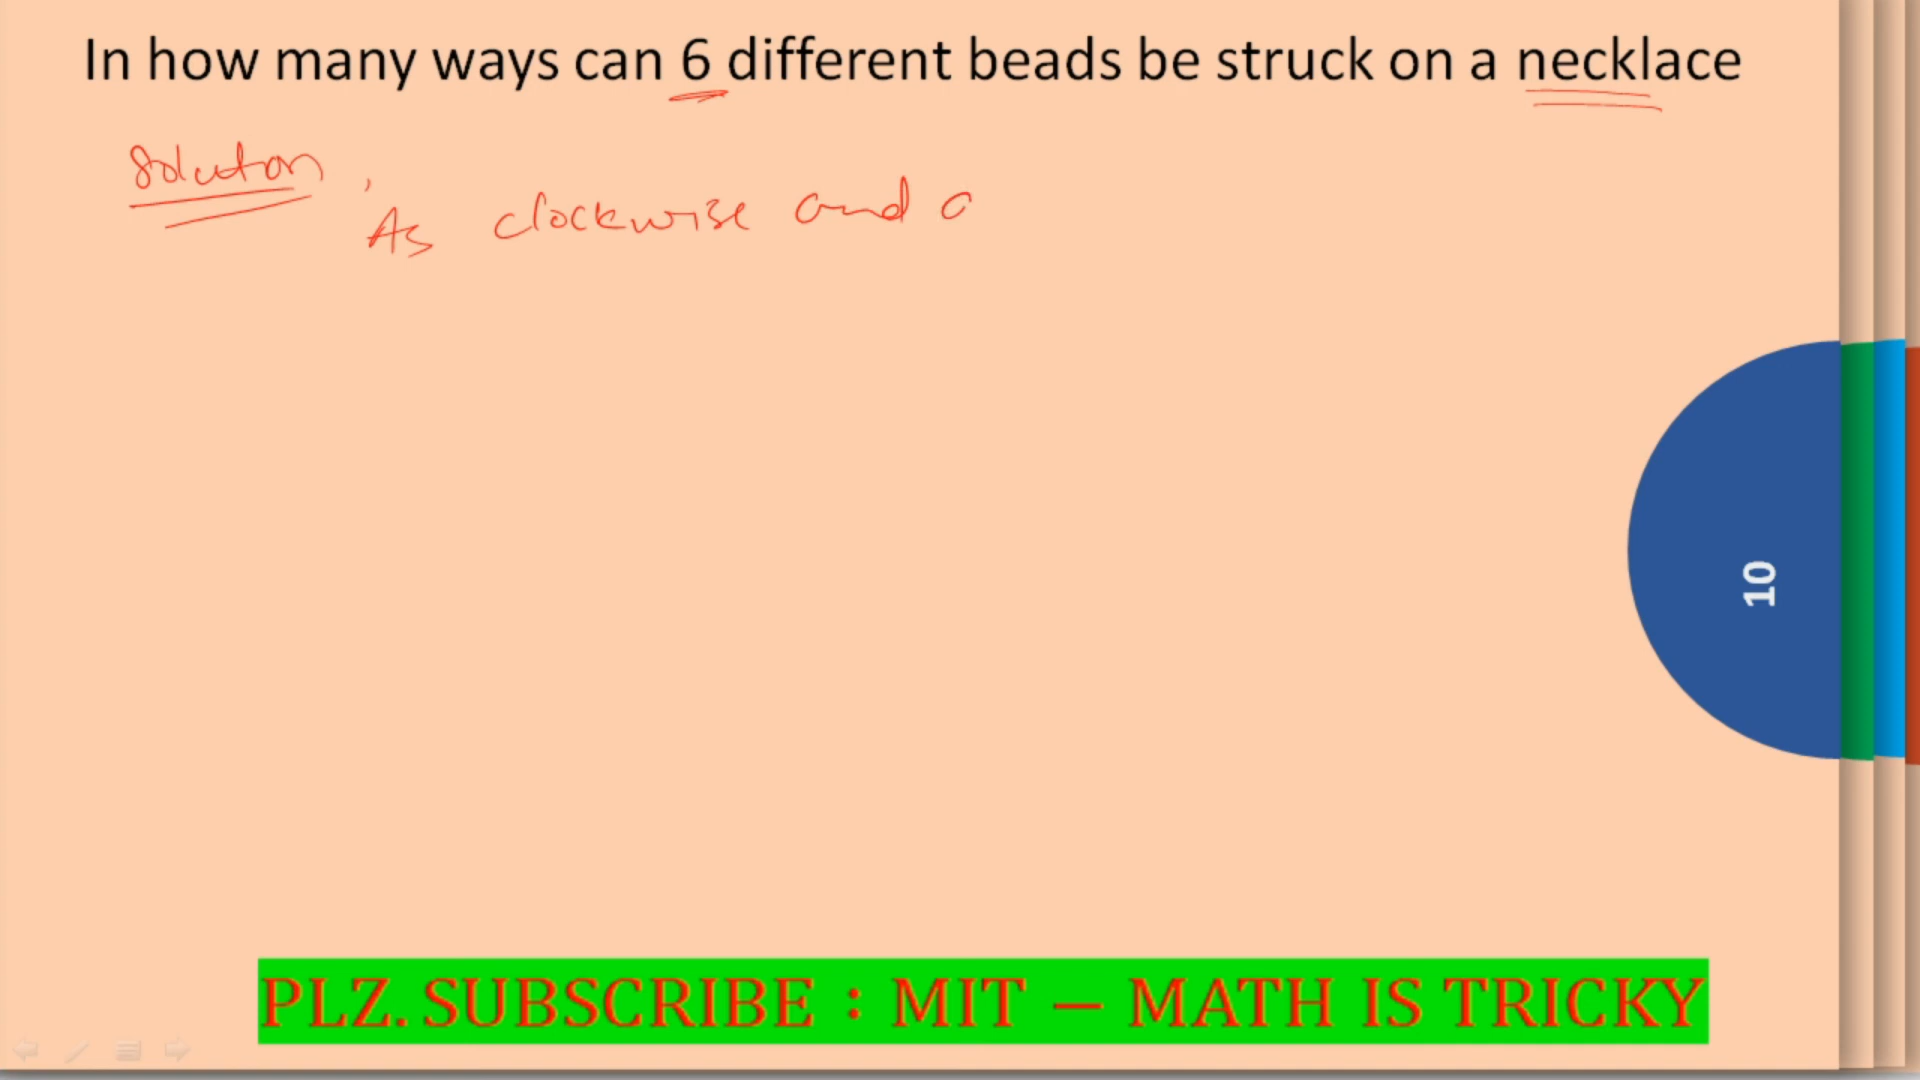 In how many ways can 6 different beads be struck on a necklace
Solution,
As clockwise and a
10
PLZ. SUBSCRIBE : MIT – MATH IS TRICKY